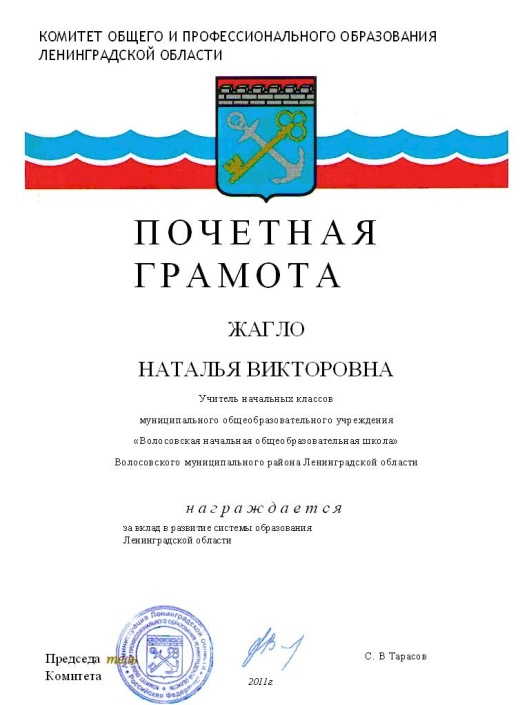 КОМИТЕТ ОБЩЕГО И ПРОФЕССИОНАЛЬНОГО ОБРАЗОВАНИЯ
ЛЕНИНГРАДСКОЙ ОБЛАСТИ
ПОЧЕТНАЯ
ГРАМОТА
ЖАГЛО
НАТАЛЬЯ ВИКТОРОВНА
Учитель начальных классов
муниципального общеобразовательного учреждения
«Волосовская начальная общеобразовательная школа»
Волосовского муниципального района Ленинградской области
награждается
за вклад в развитие системы образования
Ленинградской области
Председатель
Комитета
С. В Тарасов
2011г.